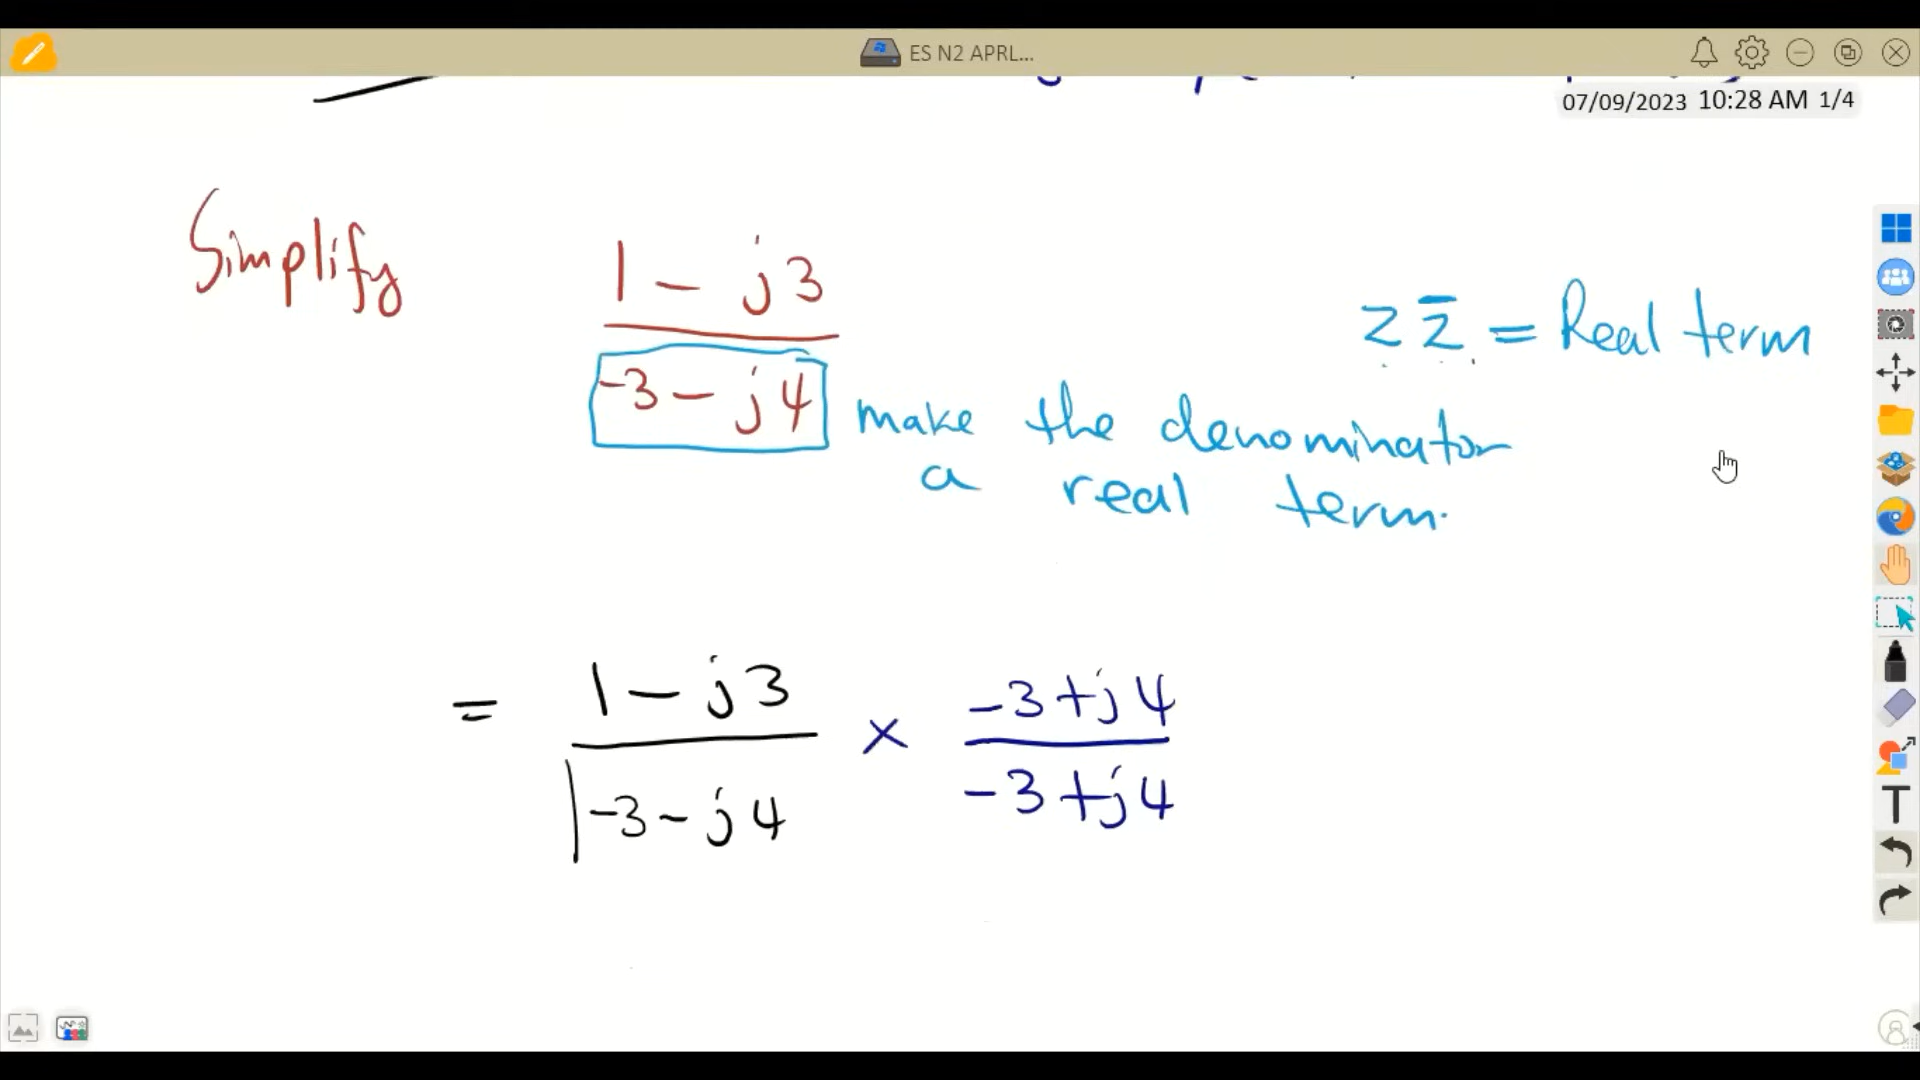 ES N2 APRL...
07/09/2023 10:28 AM 1/4
Simplify
1 - j3
-3 - j4
z z̄ = Real term
make the denominator
a real term.
= 1 - j3 / -3 - j4 × -3 + j4 / -3 + j4
T